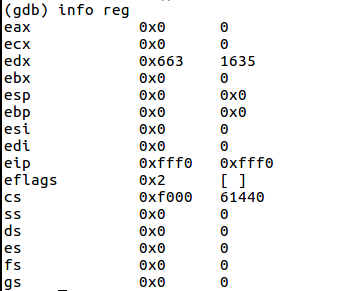 (gdb) info reg
eax 0x0 0
ecx 0x0 0
edx 0x663 1635
ebx 0x0 0
esp 0x0 0x0
ebp 0x0 0x0
esi 0x0 0
edi 0x0 0
eip 0xfff0 0xfff0
eflags 0x2 [ ]
cs 0xf000 61440
ss 0x0 0
ds 0x0 0
es 0x0 0
fs 0x0 0
gs 0x0 0